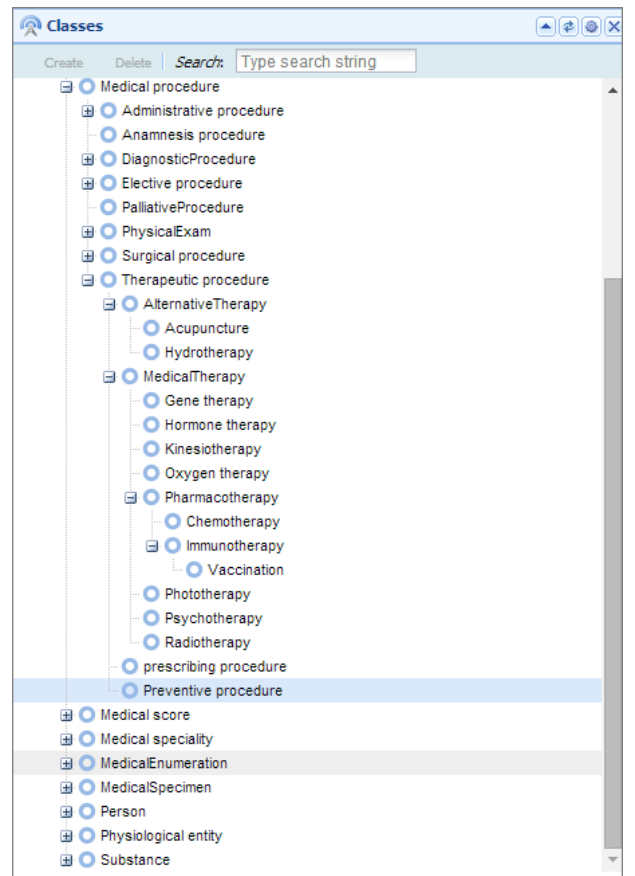 Classes
Create Delete Search: Type search string
Medical procedure
Administrative procedure
Anamnesis procedure
DiagnosticProcedure
Elective procedure
PalliativeProcedure
PhysicalExam
Surgical procedure
Therapeutic procedure
AlternativeTherapy
Acupuncture
Hydrotherapy
MedicalTherapy
Gene therapy
Hormone therapy
Kinesiotherapy
Oxygen therapy
Pharmacotherapy
Chemotherapy
Immunotherapy
Vaccination
Phototherapy
Psychotherapy
Radiotherapy
prescribing procedure
Preventive procedure
Medical score
Medical speciality
MedicalEnumeration
MedicalSpecimen
Person
Physiological entity
Substance